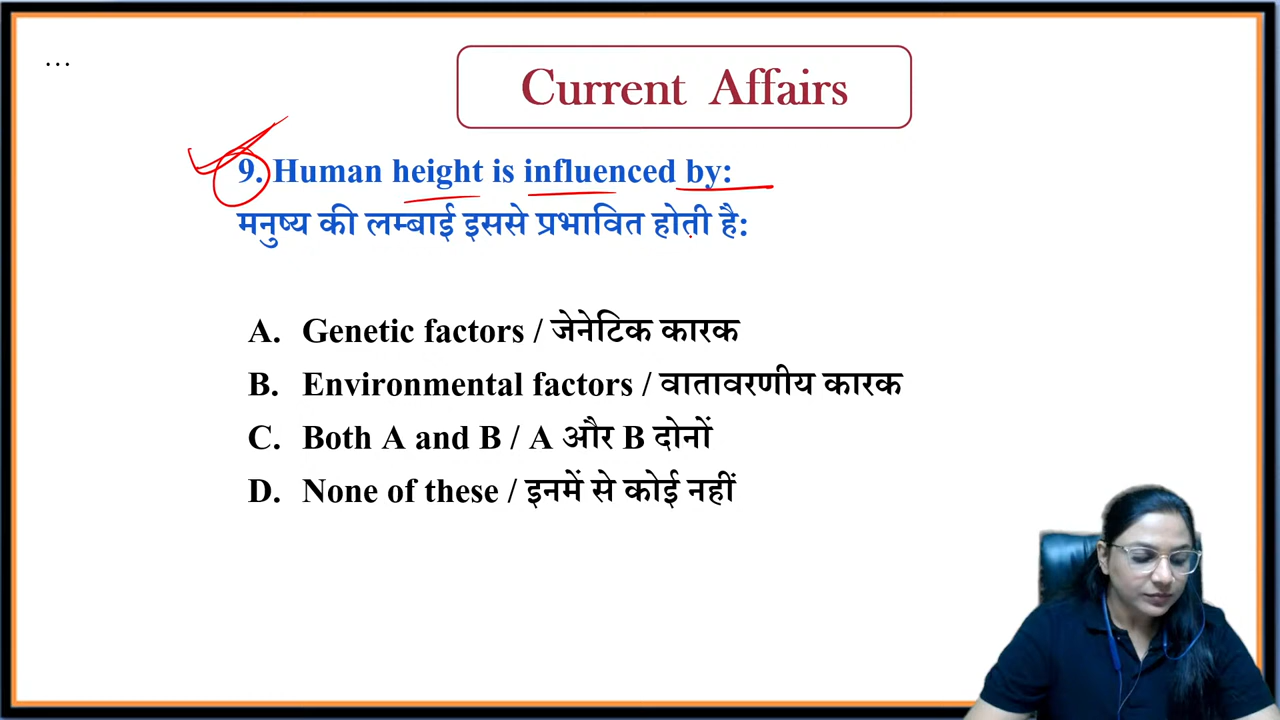 ...
Current Affairs
9. Human height is influenced by:
मनुष्य की लम्बाई इससे प्रभावित होती है:
A. Genetic factors / जेनेटिक कारक
B. Environmental factors / वातावरणीय कारक
C. Both A and B / A और B दोनों
D. None of these / इनमें से कोई नहीं